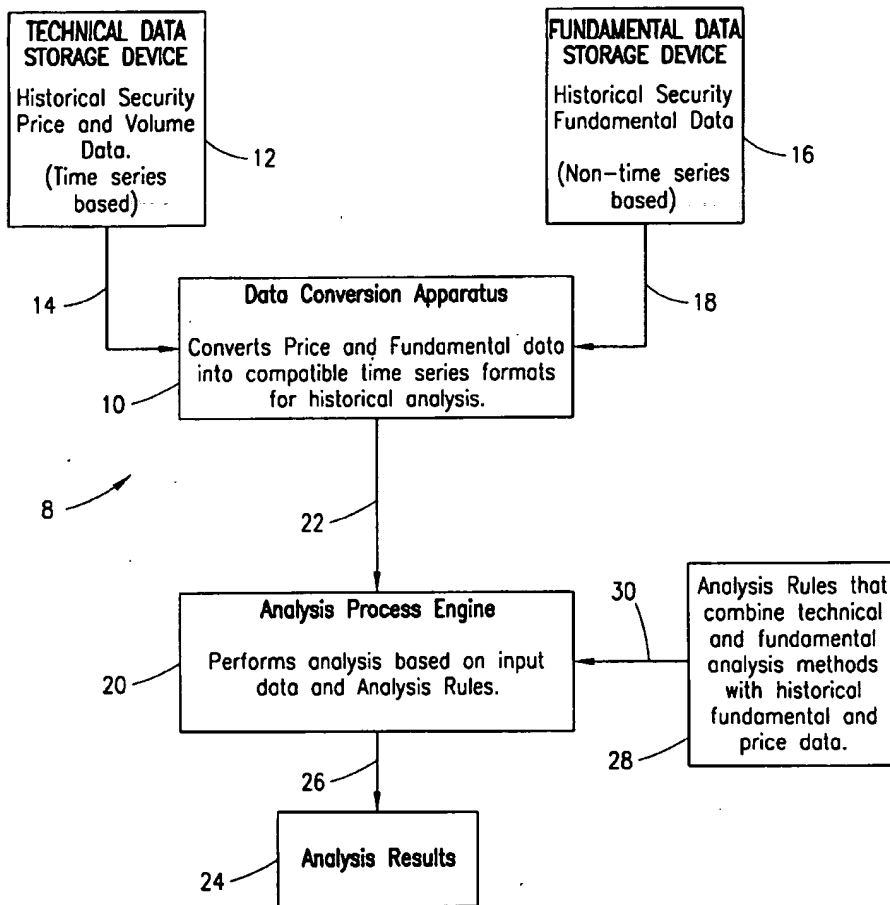 TECHNICAL DATA
STORAGE DEVICE
Historical Security
Price and Volume
Data.
(Time series
based)
12
FUNDAMENTAL DATA
STORAGE DEVICE
Historical Security
Fundamental Data
(Non-time series
based)
16
14
18
Data Conversion Apparatus
Converts Price and Fundamental data
into compatible time series formats
for historical analysis.
10
8
22
Analysis Process Engine
Performs analysis based on input
data and Analysis Rules.
20
30
Analysis Rules that
combine technical
and fundamental
analysis methods
with historical
fundamental and
price data.
28
26
Analysis Results
24